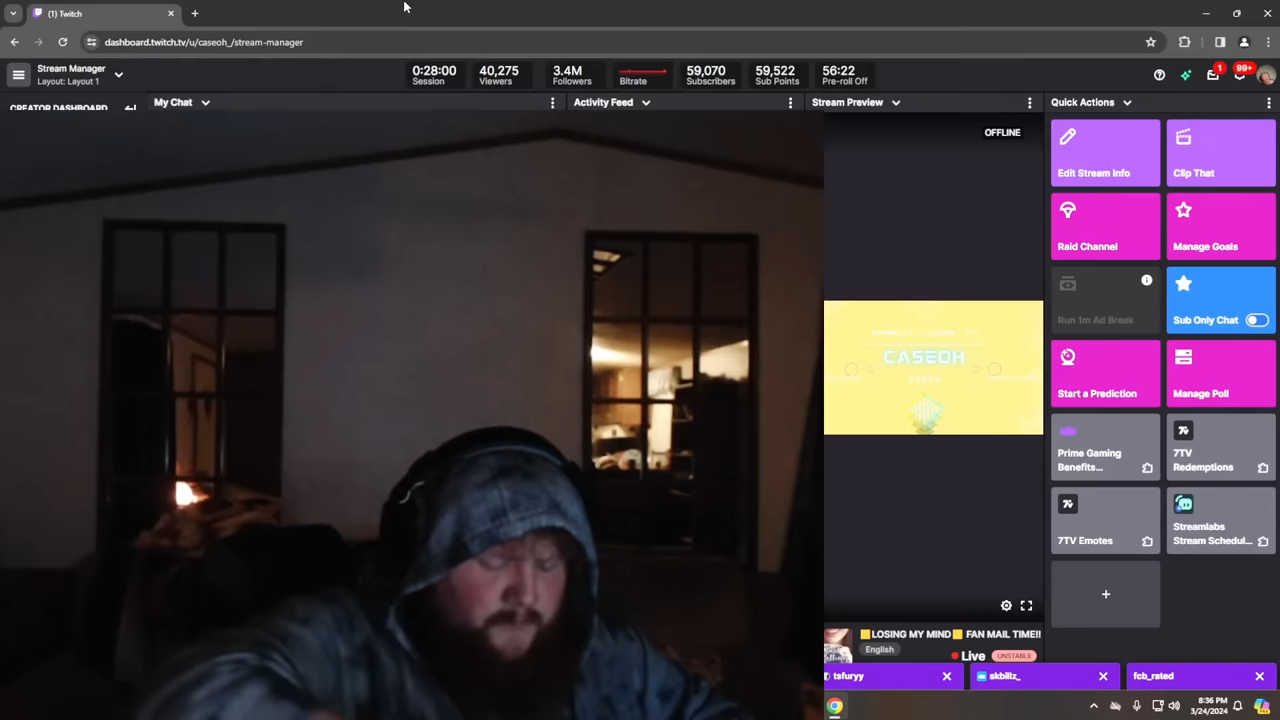 (1) Twitch
dashboard.twitch.tv/u/caseoh_/stream-manager
Stream Manager
Layout: Layout 1
0:28:00
Session
40,275
Viewers
3.4M
Followers
Bitrate
59,070
Subscribers
59,522
Sub Points
56:22
Pre-roll Off
1
99+
CREATOR DASHBOARD
My Chat
Activity Feed
Stream Preview
Quick Actions
OFFLINE
CASEOH
Edit Stream Info
Clip That
Raid Channel
Manage Goals
Run 1m Ad Break
Sub Only Chat
Start a Prediction
Manage Poll
Prime Gaming
Benefits...
7TV
Redemptions
7TV Emotes
Streamlabs
Stream Schedul...
LOSING MY MIND FAN MAIL TIME!!
English
Live
UNSTABLE
tsfuryy
skbillz_
fcb_rated
8:36 PM
3/24/2024